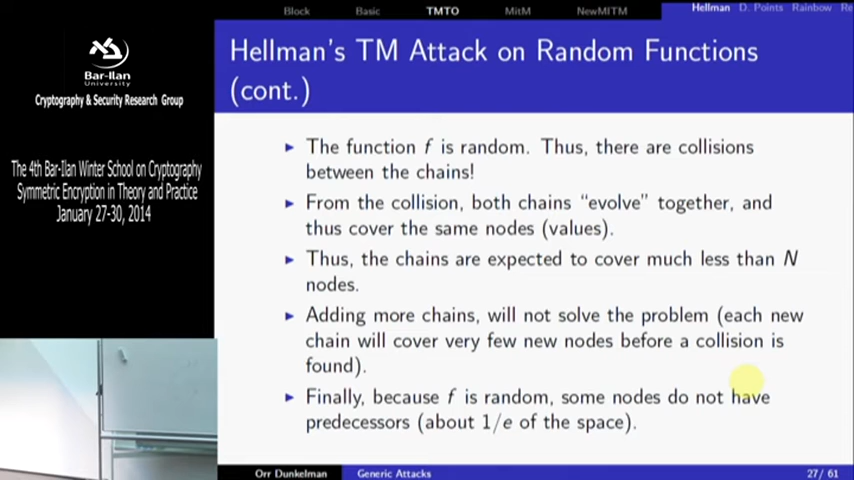 Block Basic TMTO MitM NewMITM Hellman D. Points Rainbow Re
Hellman's TM Attack on Random Functions
(cont.)
Bar-Ilan
University
Cryptography & Security Research Group
The 4th Bar-Ilan Winter School on Cryptography
Symmetric Encryption in Theory and Practice
January 27-30, 2014
The function f is random. Thus, there are collisions
between the chains!
From the collision, both chains “evolve” together, and
thus cover the same nodes (values).
Thus, the chains are expected to cover much less than N
nodes.
Adding more chains, will not solve the problem (each new
chain will cover very few new nodes before a collision is
found).
Finally, because f is random, some nodes do not have
predecessors (about 1/e of the space).
Orr Dunkelman Generic Attacks 27/ 61